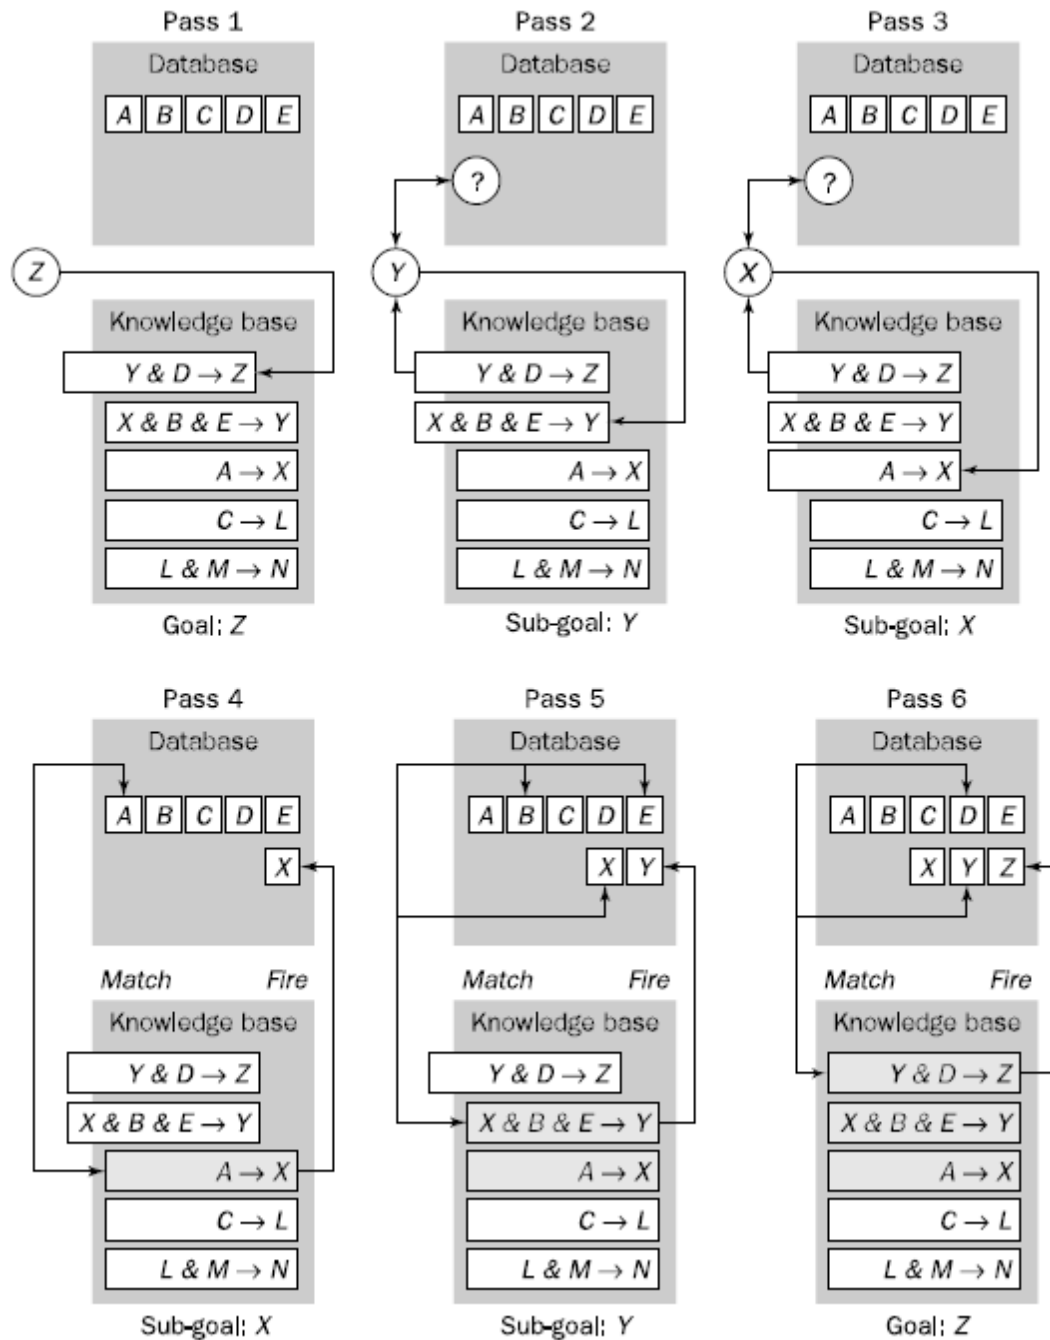 Pass 1
Database
A B C D E
Z
Knowledge base
Y & D → Z
X & B & E → Y
A → X
C → L
L & M → N
Goal: Z
Pass 2
Database
A B C D E
?
Y
Knowledge base
Y & D → Z
X & B & E → Y
A → X
C → L
L & M → N
Sub-goal: Y
Pass 3
Database
A B C D E
?
X
Knowledge base
Y & D → Z
X & B & E → Y
A → X
C → L
L & M → N
Sub-goal: X
Pass 4
Database
A B C D E
X
Match Fire
Knowledge base
Y & D → Z
X & B & E → Y
A → X
C → L
L & M → N
Sub-goal: X
Pass 5
Database
A B C D E
X Y
Match Fire
Knowledge base
Y & D → Z
X & B & E → Y
A → X
C → L
L & M → N
Sub-goal: Y
Pass 6
Database
A B C D E
X Y Z
Match Fire
Knowledge base
Y & D → Z
X & B & E → Y
A → X
C → L
L & M → N
Goal: Z